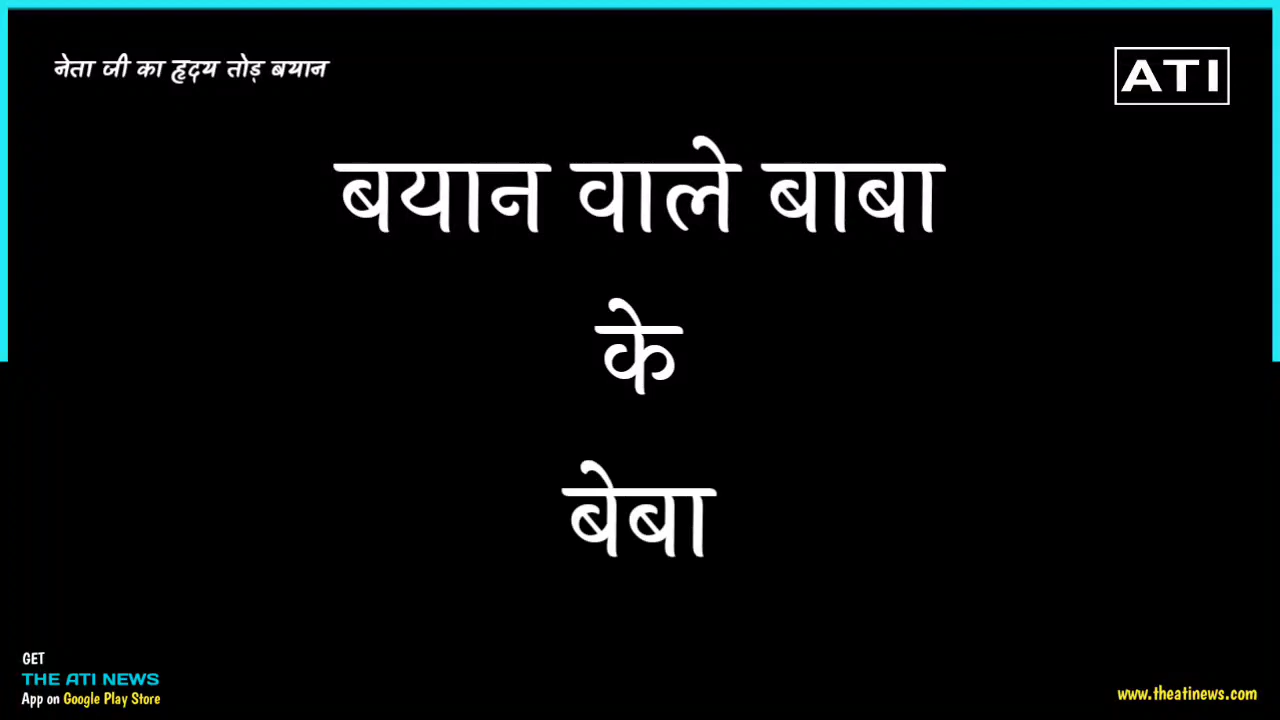 नेता जी का हृदय तोड़ बयान
ATI
बयान वाले बाबा
के
बेबा
GET
THE ATI NEWS
App on Google Play Store
www.theatinews.com